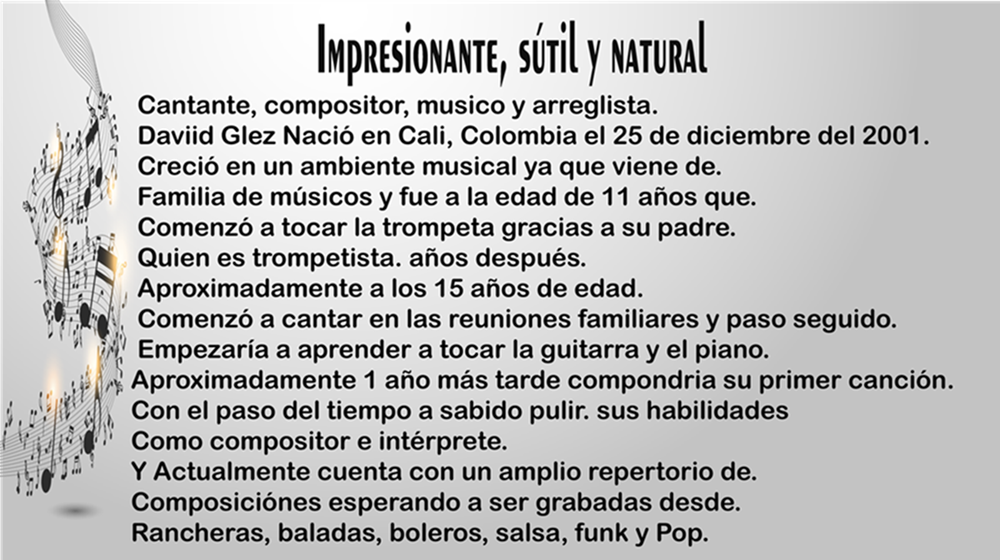 Impresionante, sútil y natural
Cantante, compositor, musico y arreglista.
Daviid Glez Nació en Cali, Colombia el 25 de diciembre del 2001.
Creció en un ambiente musical ya que viene de.
Familia de músicos y fue a la edad de 11 años que.
Comenzó a tocar la trompeta gracias a su padre.
Quien es trompetista. años después.
Aproximadamente a los 15 años de edad.
Comenzó a cantar en las reuniones familiares y paso seguido.
Empezaría a aprender a tocar la guitarra y el piano.
Aproximadamente 1 año más tarde compondria su primer canción.
Con el paso del tiempo a sabido pulir. sus habilidades
Como compositor e intérprete.
Y Actualmente cuenta con un amplio repertorio de.
Composiciónes esperando a ser grabadas desde.
Rancheras, baladas, boleros, salsa, funk y Pop.